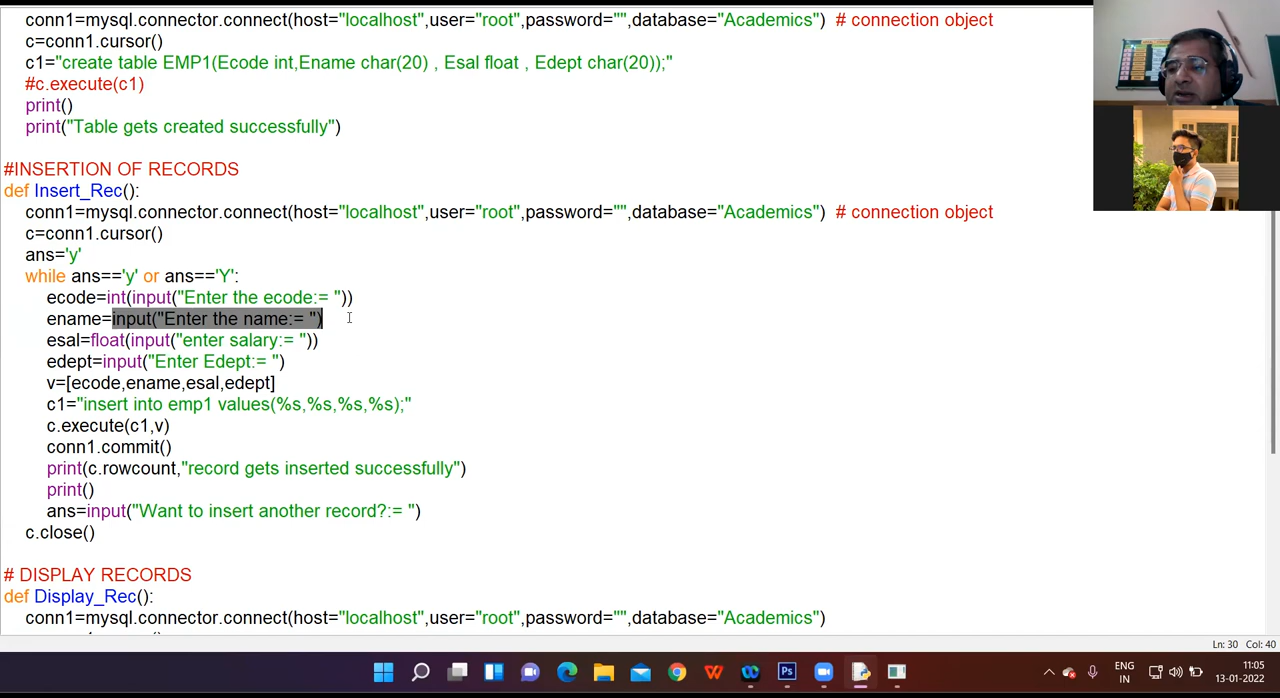 conn1=mysql.connector.connect(host="localhost",user="root",password="",database="Academics")  # connection object
c=conn1.cursor()
c1="create table EMP1(Ecode int,Ename char(20) , Esal float , Edept char(20));"
#c.execute(c1)
print()
print("Table gets created successfully")
#INSERTION OF RECORDS
def Insert_Rec():
conn1=mysql.connector.connect(host="localhost",user="root",password="",database="Academics")  # connection object
c=conn1.cursor()
ans='y'
while ans=='y' or ans=='Y':
ecode=int(input("Enter the ecode:= "))
ename=input("Enter the name:= ")
esal=float(input("enter salary:= "))
edept=input("Enter Edept:= ")
v=[ecode,ename,esal,edept]
c1="insert into emp1 values(%s,%s,%s,%s);"
c.execute(c1,v)
conn1.commit()
print(c.rowcount,"record gets inserted successfully")
print()
ans=input("Want to insert another record?:= ")
c.close()
# DISPLAY RECORDS
def Display_Rec():
conn1=mysql.connector.connect(host="localhost",user="root",password="",database="Academics")
Ln: 30 Col: 40
W
Ps
ENG
IN
11:05
13-01-2022